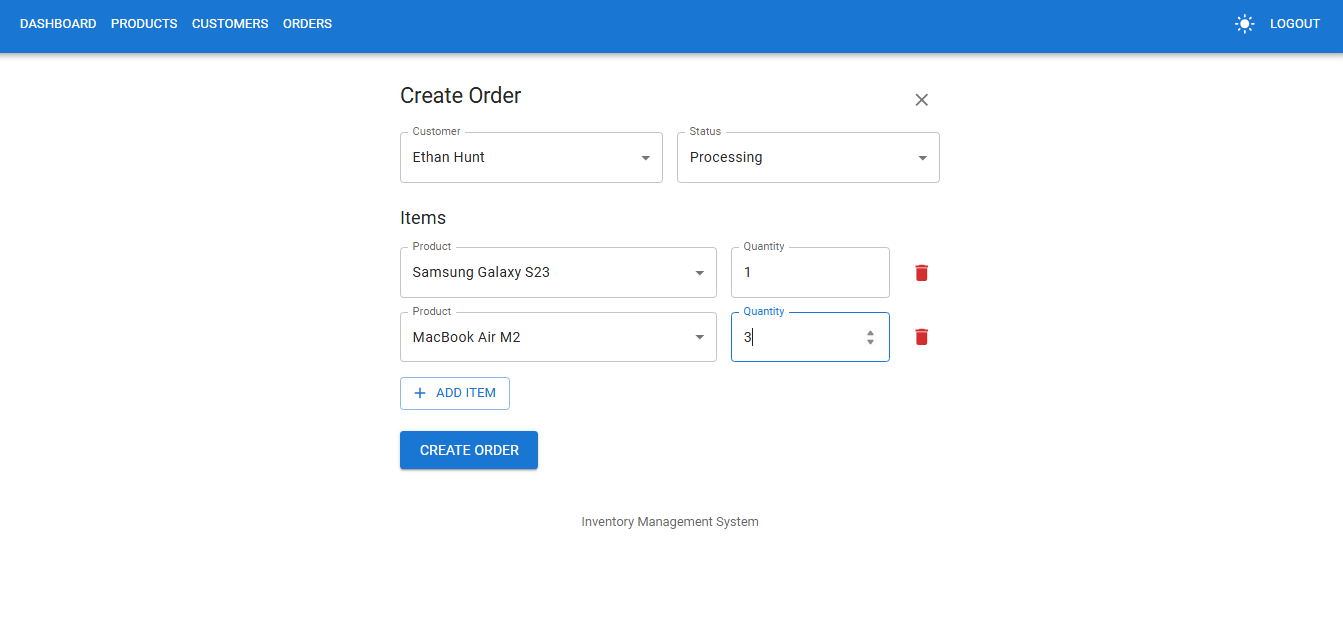 DASHBOARD PRODUCTS CUSTOMERS ORDERS LOGOUT
Create Order
Customer Status
Ethan Hunt Processing
Items
Product Quantity
Samsung Galaxy S23 1
Product Quantity
MacBook Air M2 3
+ ADD ITEM
CREATE ORDER
Inventory Management System